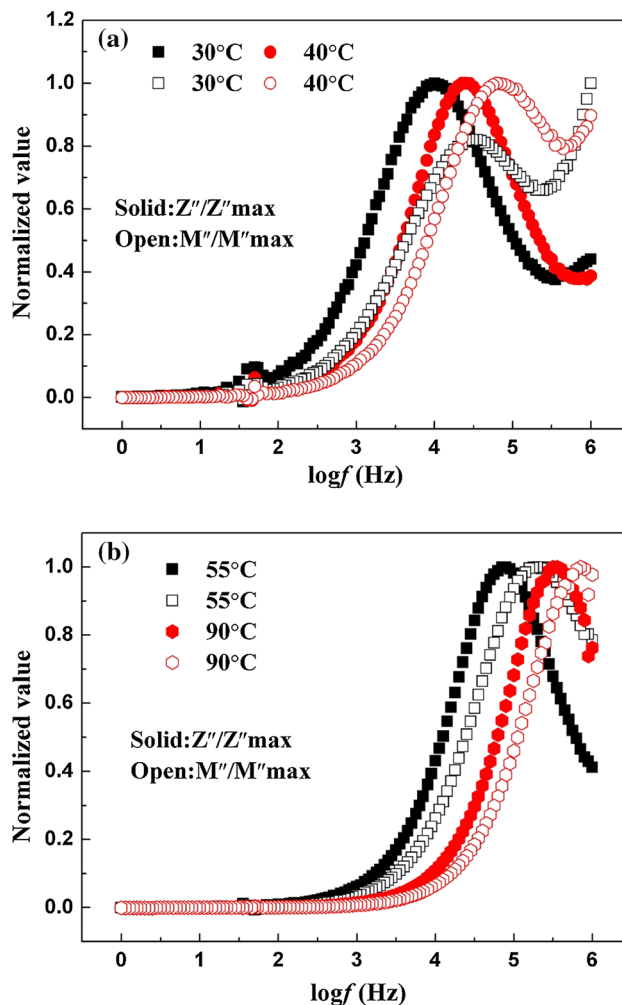 (a)
30°C 40°C
30°C 40°C
Solid:Z″/Z″max
Open:M″/M″max
Normalized value
1.2
1.0
0.8
0.6
0.4
0.2
0.0
0 1 2 3 4 5 6
logf (Hz)
(b)
55°C
55°C
90°C
90°C
Solid:Z″/Z″max
Open:M″/M″max
Normalized value
1.0
0.8
0.6
0.4
0.2
0.0
0 1 2 3 4 5 6
logf (Hz)